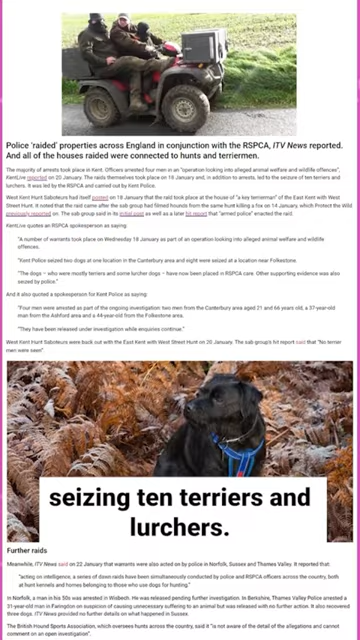 Police 'raided' properties across England in conjunction with the RSPCA, ITV News reported.
And all of the houses raided were connected to hunts and terriermen.
The majority of arrests took place in Kent. Officers arrested four men in an "operation looking into alleged animal welfare and wildlife offences",
KentLive reported on 20 January. The raids themselves took place on 18 January and, in addition to arrests, led to the seizure of ten terriers and
lurchers. It was led by the RSPCA and carried out by Kent Police.
West Kent Hunt Saboteurs had itself posted on 18 January that the raid took place at the house of "a key terrierman" of the East Kent with West
Street Hunt. It noted that the raid came after the sab group had filmed hounds from the same hunt killing a fox on 14 January, which Protect the Wild
previously reported on. The sab group said in its initial post as well as a later hit report that "armed police" enacted the raid.
KentLive quotes an RSPCA spokesperson as saying:
"A number of warrants took place on Wednesday 18 January as part of an operation looking into alleged animal welfare and wildlife
offences.
"Kent Police seized two dogs at one location in the Canterbury area and eight were seized at a location near Folkestone.
"The dogs – who were mostly terriers and some lurcher dogs – have now been placed in RSPCA care. Other supporting evidence was also
seized by police."
And it also quoted a spokesperson for Kent Police as saying:
"Four men were arrested as part of the ongoing investigation: two men from the Canterbury area aged 21 and 66 years old, a 37-year-old
man from the Ashford area and a 44-year-old from the Folkestone area.
"They have been released under investigation while enquiries continue."
West Kent Hunt Saboteurs were back out with the East Kent with West Street Hunt on 20 January. The sab group's hit report said that "No terrier
men were seen".
seizing ten terriers and
lurchers.
Further raids
Meanwhile, ITV News said on 22 January that warrants were also acted on by police in Norfolk, Sussex and Thames Valley. It reported that:
"acting on intelligence, a series of dawn raids have been simultaneously conducted by police and RSPCA officers across the country, both
at hunt kennels and homes belonging to those who use dogs for hunting."
In Norfolk, a man in his 50s was arrested in Wisbech. He was released pending further investigation. In Berkshire, Thames Valley Police arrested a
31-year-old man in Faringdon on suspicion of causing unnecessary suffering to an animal but was released with no further action. It also recovered
three dogs. ITV News provided no further details on what happened in Sussex.
The British Hound Sports Association, which oversees hunts across the country, said it "is not aware of the detail of the allegations and cannot
comment on an open investigation".